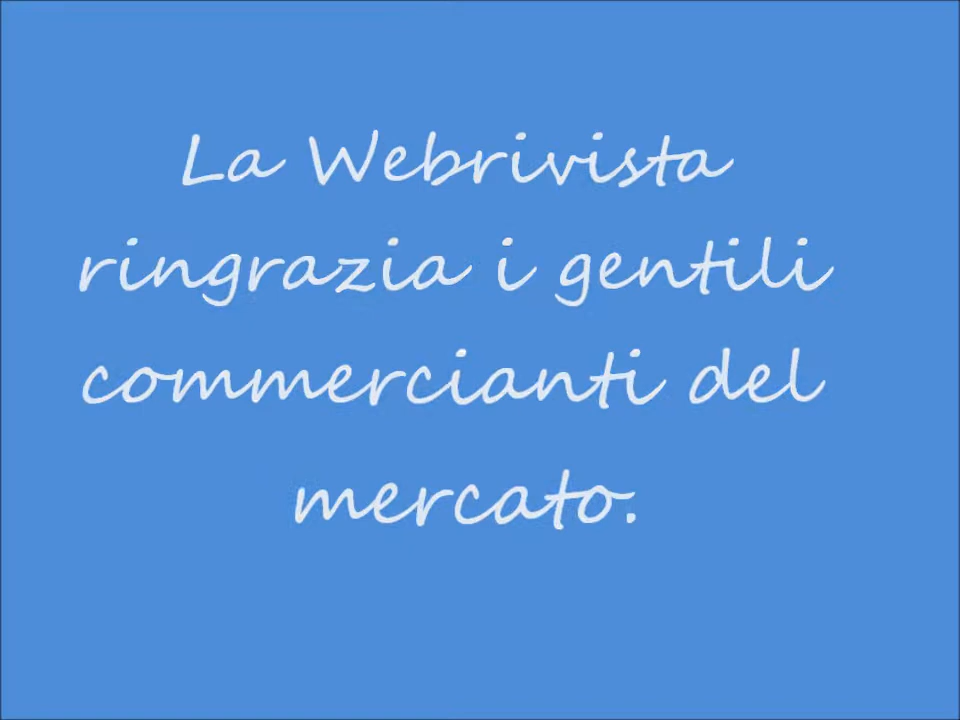 La Webrivista
ringrazia i gentili
commercianti del
mercato.